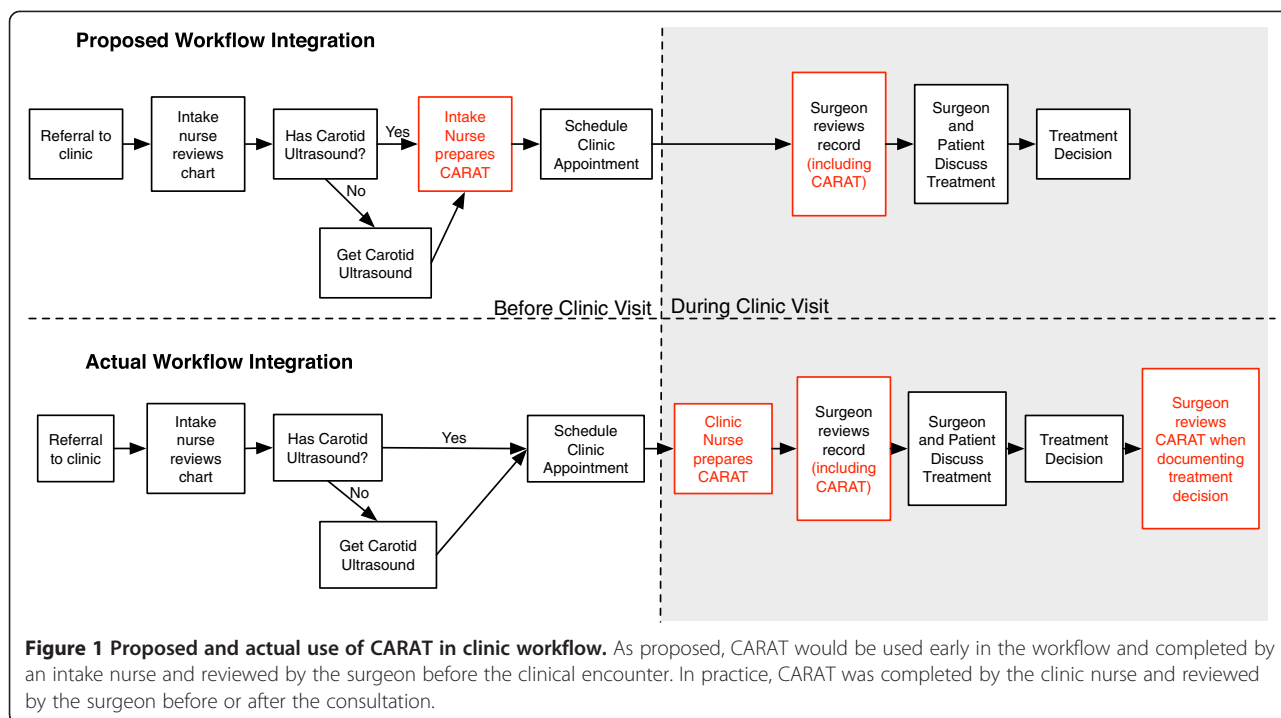 Proposed Workflow Integration
Referral to
clinic
Intake
nurse
reviews
chart
Has Carotid
Ultrasound?
Yes
No
Get Carotid
Ultrasound
Intake
Nurse
prepares
CARAT
Schedule
Clinic
Appointment
Surgeon
reviews
record
(including
CARAT)
Surgeon
and
Patient
Discuss
Treatment
Treatment
Decision
Before Clinic Visit
During Clinic Visit
Actual Workflow Integration
Referral
to clinic
Intake
nurse
reviews
chart
Has Carotid
Ultrasound?
Yes
No
Get Carotid
Ultrasound
Schedule
Clinic
Appointment
Clinic
Nurse
prepares
CARAT
Surgeon
reviews
record
(including
CARAT)
Surgeon
and Patient
Discuss
Treatment
Treatment
Decision
Surgeon
reviews
CARAT when
documenting
treatment
decision
Figure 1 Proposed and actual use of CARAT in clinic workflow. As proposed, CARAT would be used early in the workflow and completed by
an intake nurse and reviewed by the surgeon before the clinical encounter. In practice, CARAT was completed by the clinic nurse and reviewed
by the surgeon before or after the consultation.